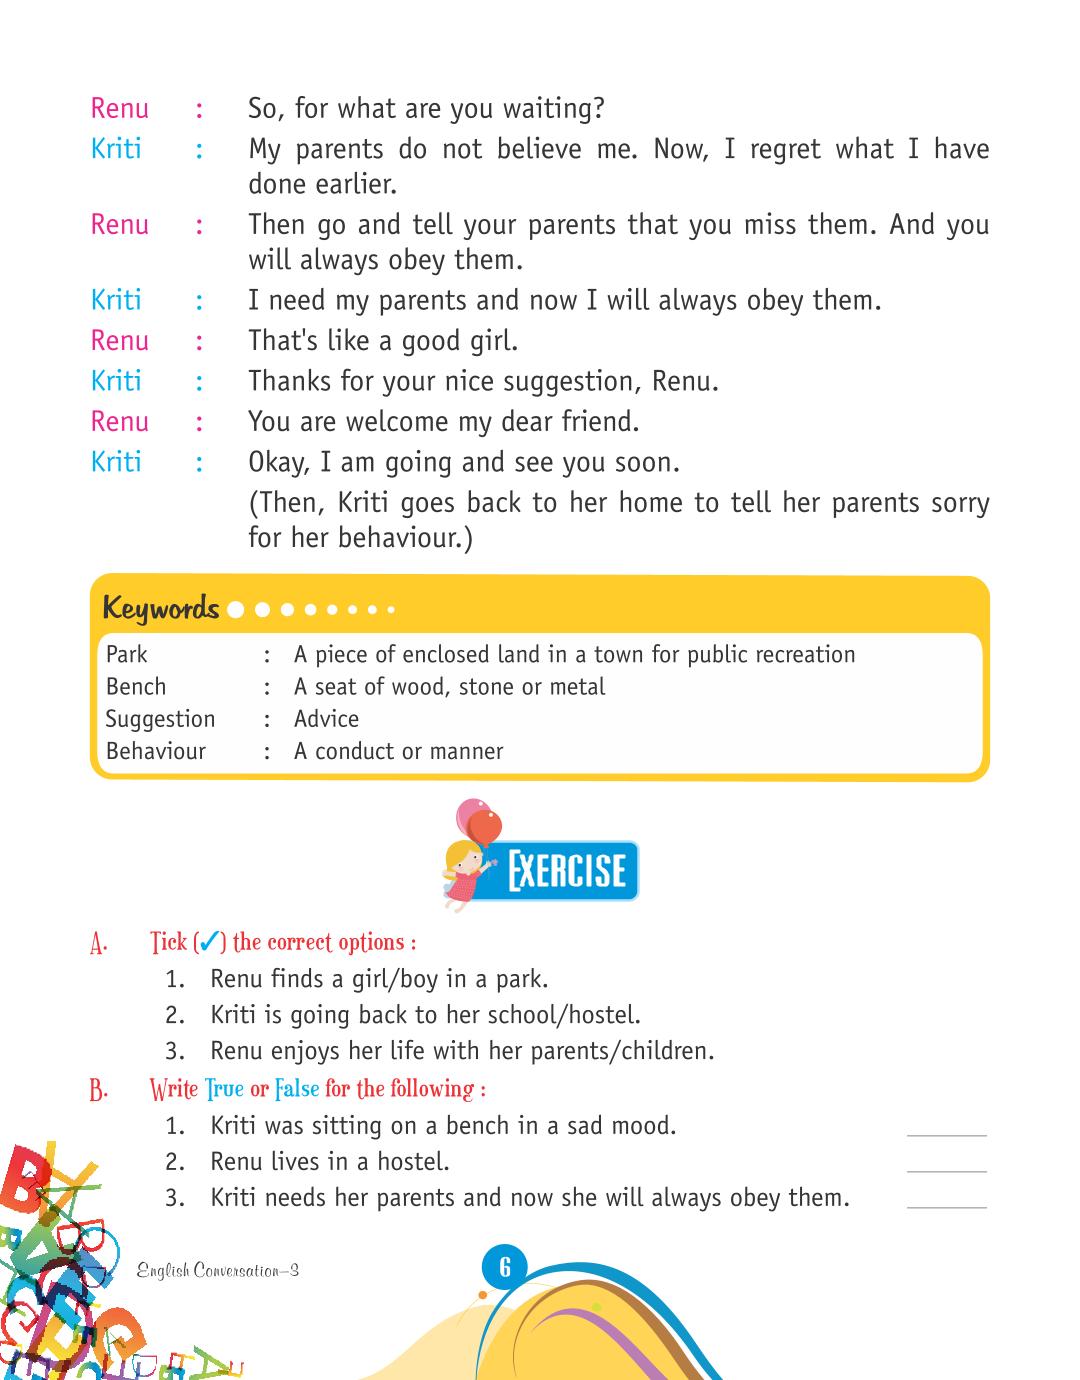 Renu : So, for what are you waiting?
Kriti : My parents do not believe me. Now, I regret what I have
done earlier.
Renu : Then go and tell your parents that you miss them. And you
will always obey them.
Kriti : I need my parents and now I will always obey them.
Renu : That's like a good girl.
Kriti : Thanks for your nice suggestion, Renu.
Renu : You are welcome my dear friend.
Kriti : Okay, I am going and see you soon.
(Then, Kriti goes back to her home to tell her parents sorry
for her behaviour.)
Keywords
Park : A piece of enclosed land in a town for public recreation
Bench : A seat of wood, stone or metal
Suggestion : Advice
Behaviour : A conduct or manner
EXERCISE
A. Tick (✓) the correct options :
1. Renu finds a girl/boy in a park.
2. Kriti is going back to her school/hostel.
3. Renu enjoys her life with her parents/children.
B. Write True or False for the following :
1. Kriti was sitting on a bench in a sad mood.
2. Renu lives in a hostel.
3. Kriti needs her parents and now she will always obey them.
English Conversation–3
6